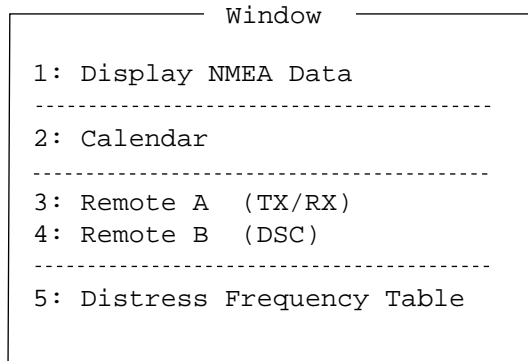 Window
1: Display NMEA Data
2: Calendar
3: Remote A (TX/RX)
4: Remote B (DSC)
5: Distress Frequency Table